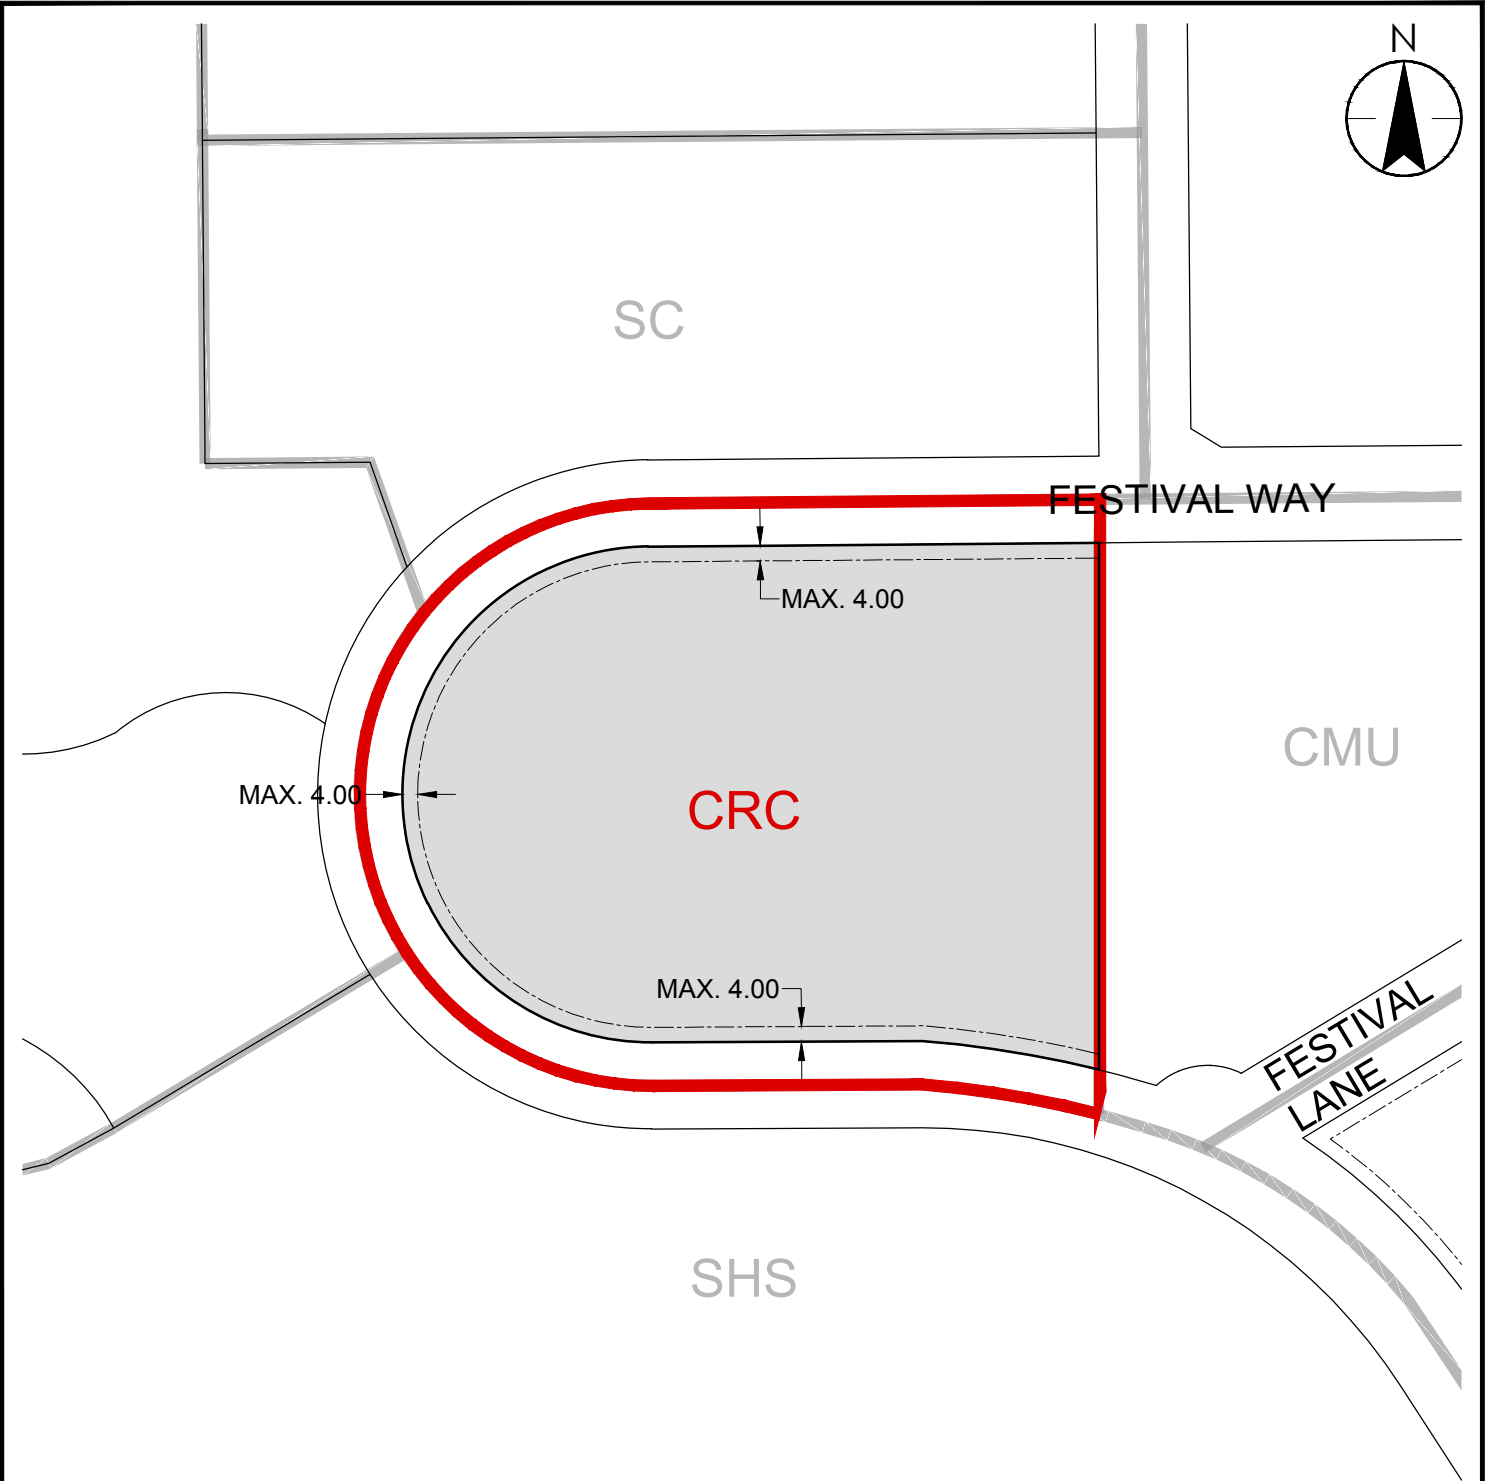 N
SC
FESTIVAL WAY
MAX. 4.00
CMU
MAX. 4.00
CRC
MAX. 4.00
FESTIVAL
LANE
SHS